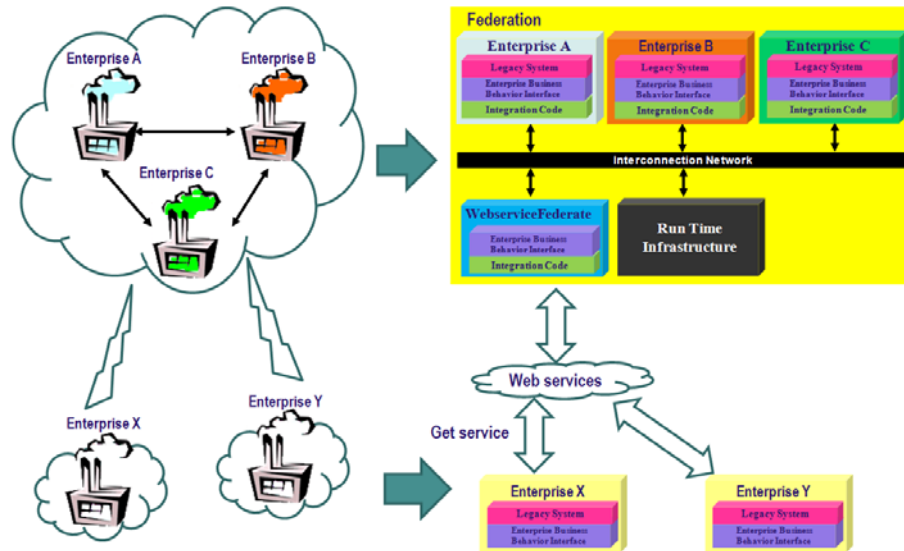 Enterprise A
Enterprise B
Enterprise C
Enterprise X
Enterprise Y
Federation
Enterprise A
Legacy System
Enterprise Business
Behavior Interface
Integration Code
Enterprise B
Legacy System
Enterprise Business
Behavior Interface
Integration Code
Enterprise C
Legacy System
Enterprise Business
Behavior Interface
Integration Code
Interconnection Network
WebserviceFederate
Enterprise Business
Behavior Interface
Integration Code
Run Time
Infrastructure
Web services
Get service
Enterprise X
Legacy System
Enterprise Business
Behavior Interface
Enterprise Y
Legacy System
Enterprise Business
Behavior Interface